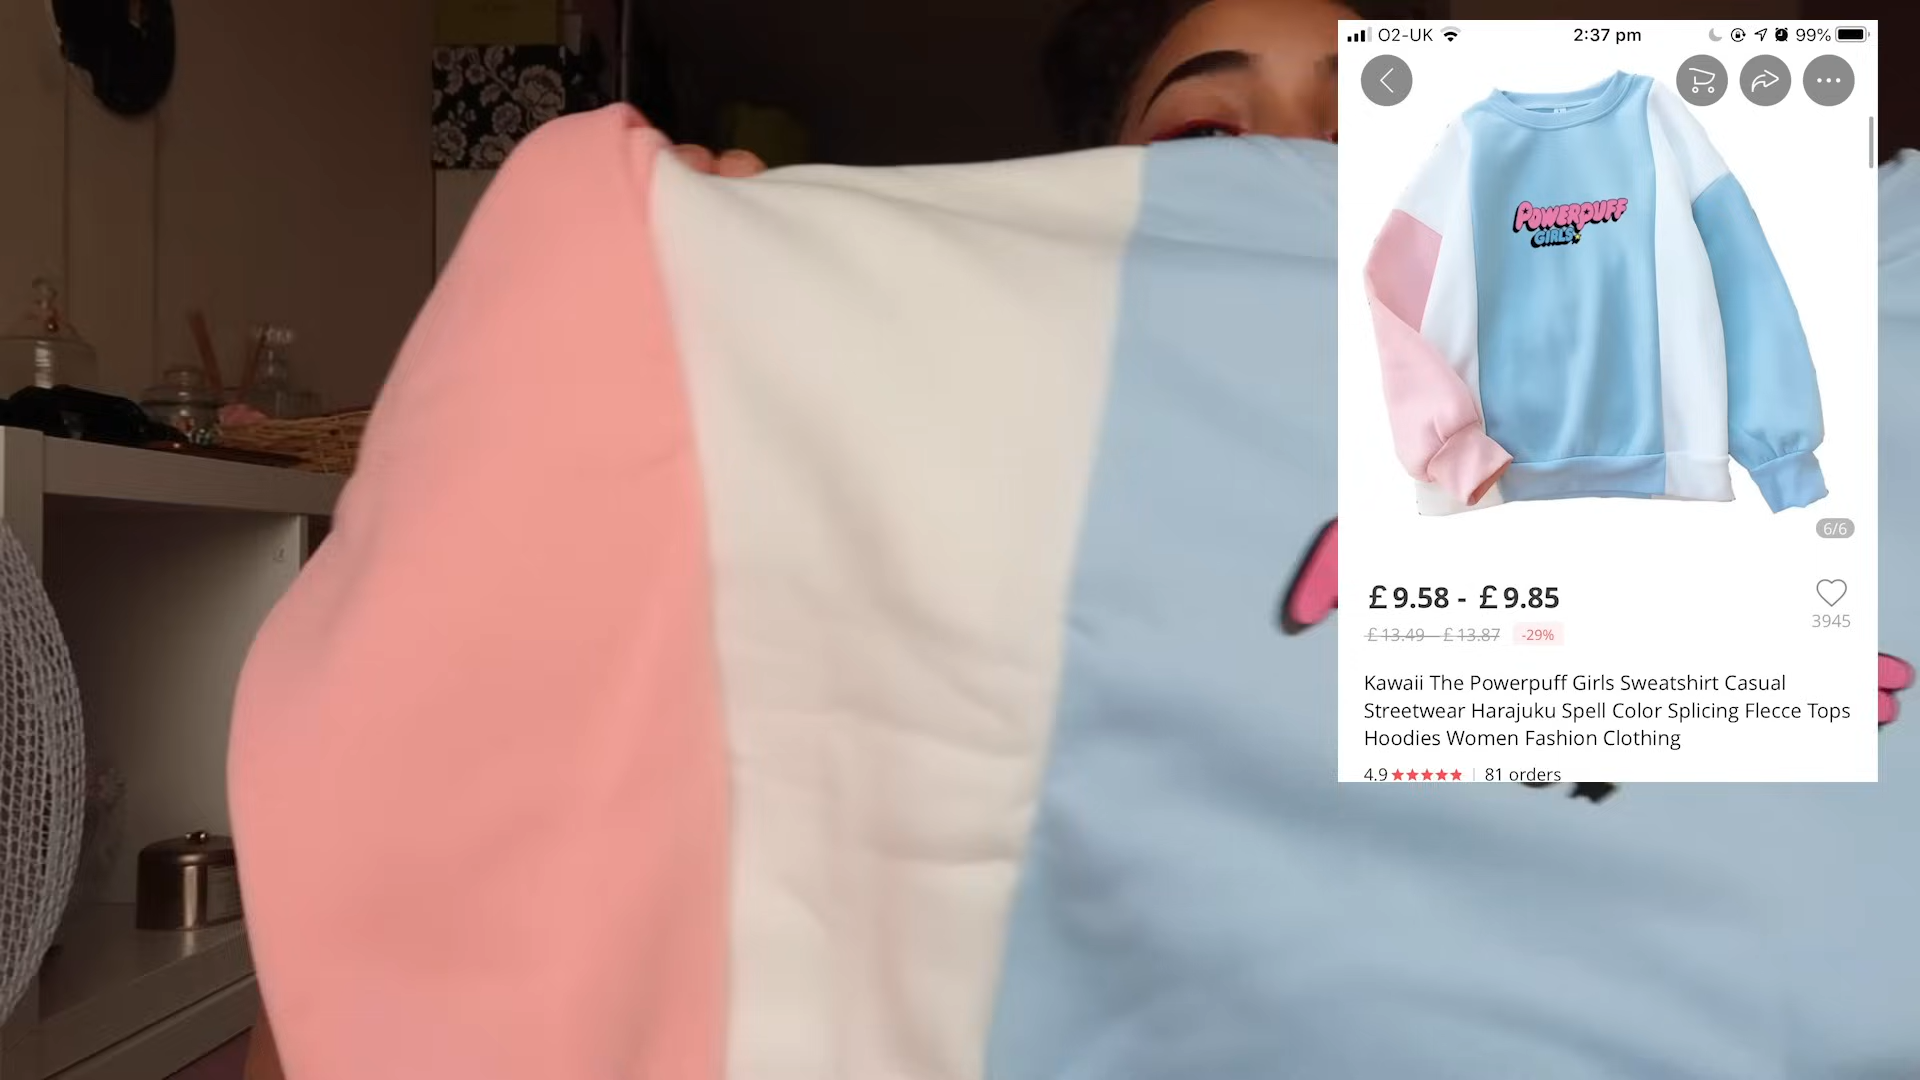 O2-UK
2:37 pm
99%
POWERPUFF
GIRLS
6/6
£9.58 - £9.85
£13.49 - £13.87 -29%
3945
Kawaii The Powerpuff Girls Sweatshirt Casual
Streetwear Harajuku Spell Color Splicing Flecce Tops
Hoodies Women Fashion Clothing
4.9 ★★★★★ | 81 orders